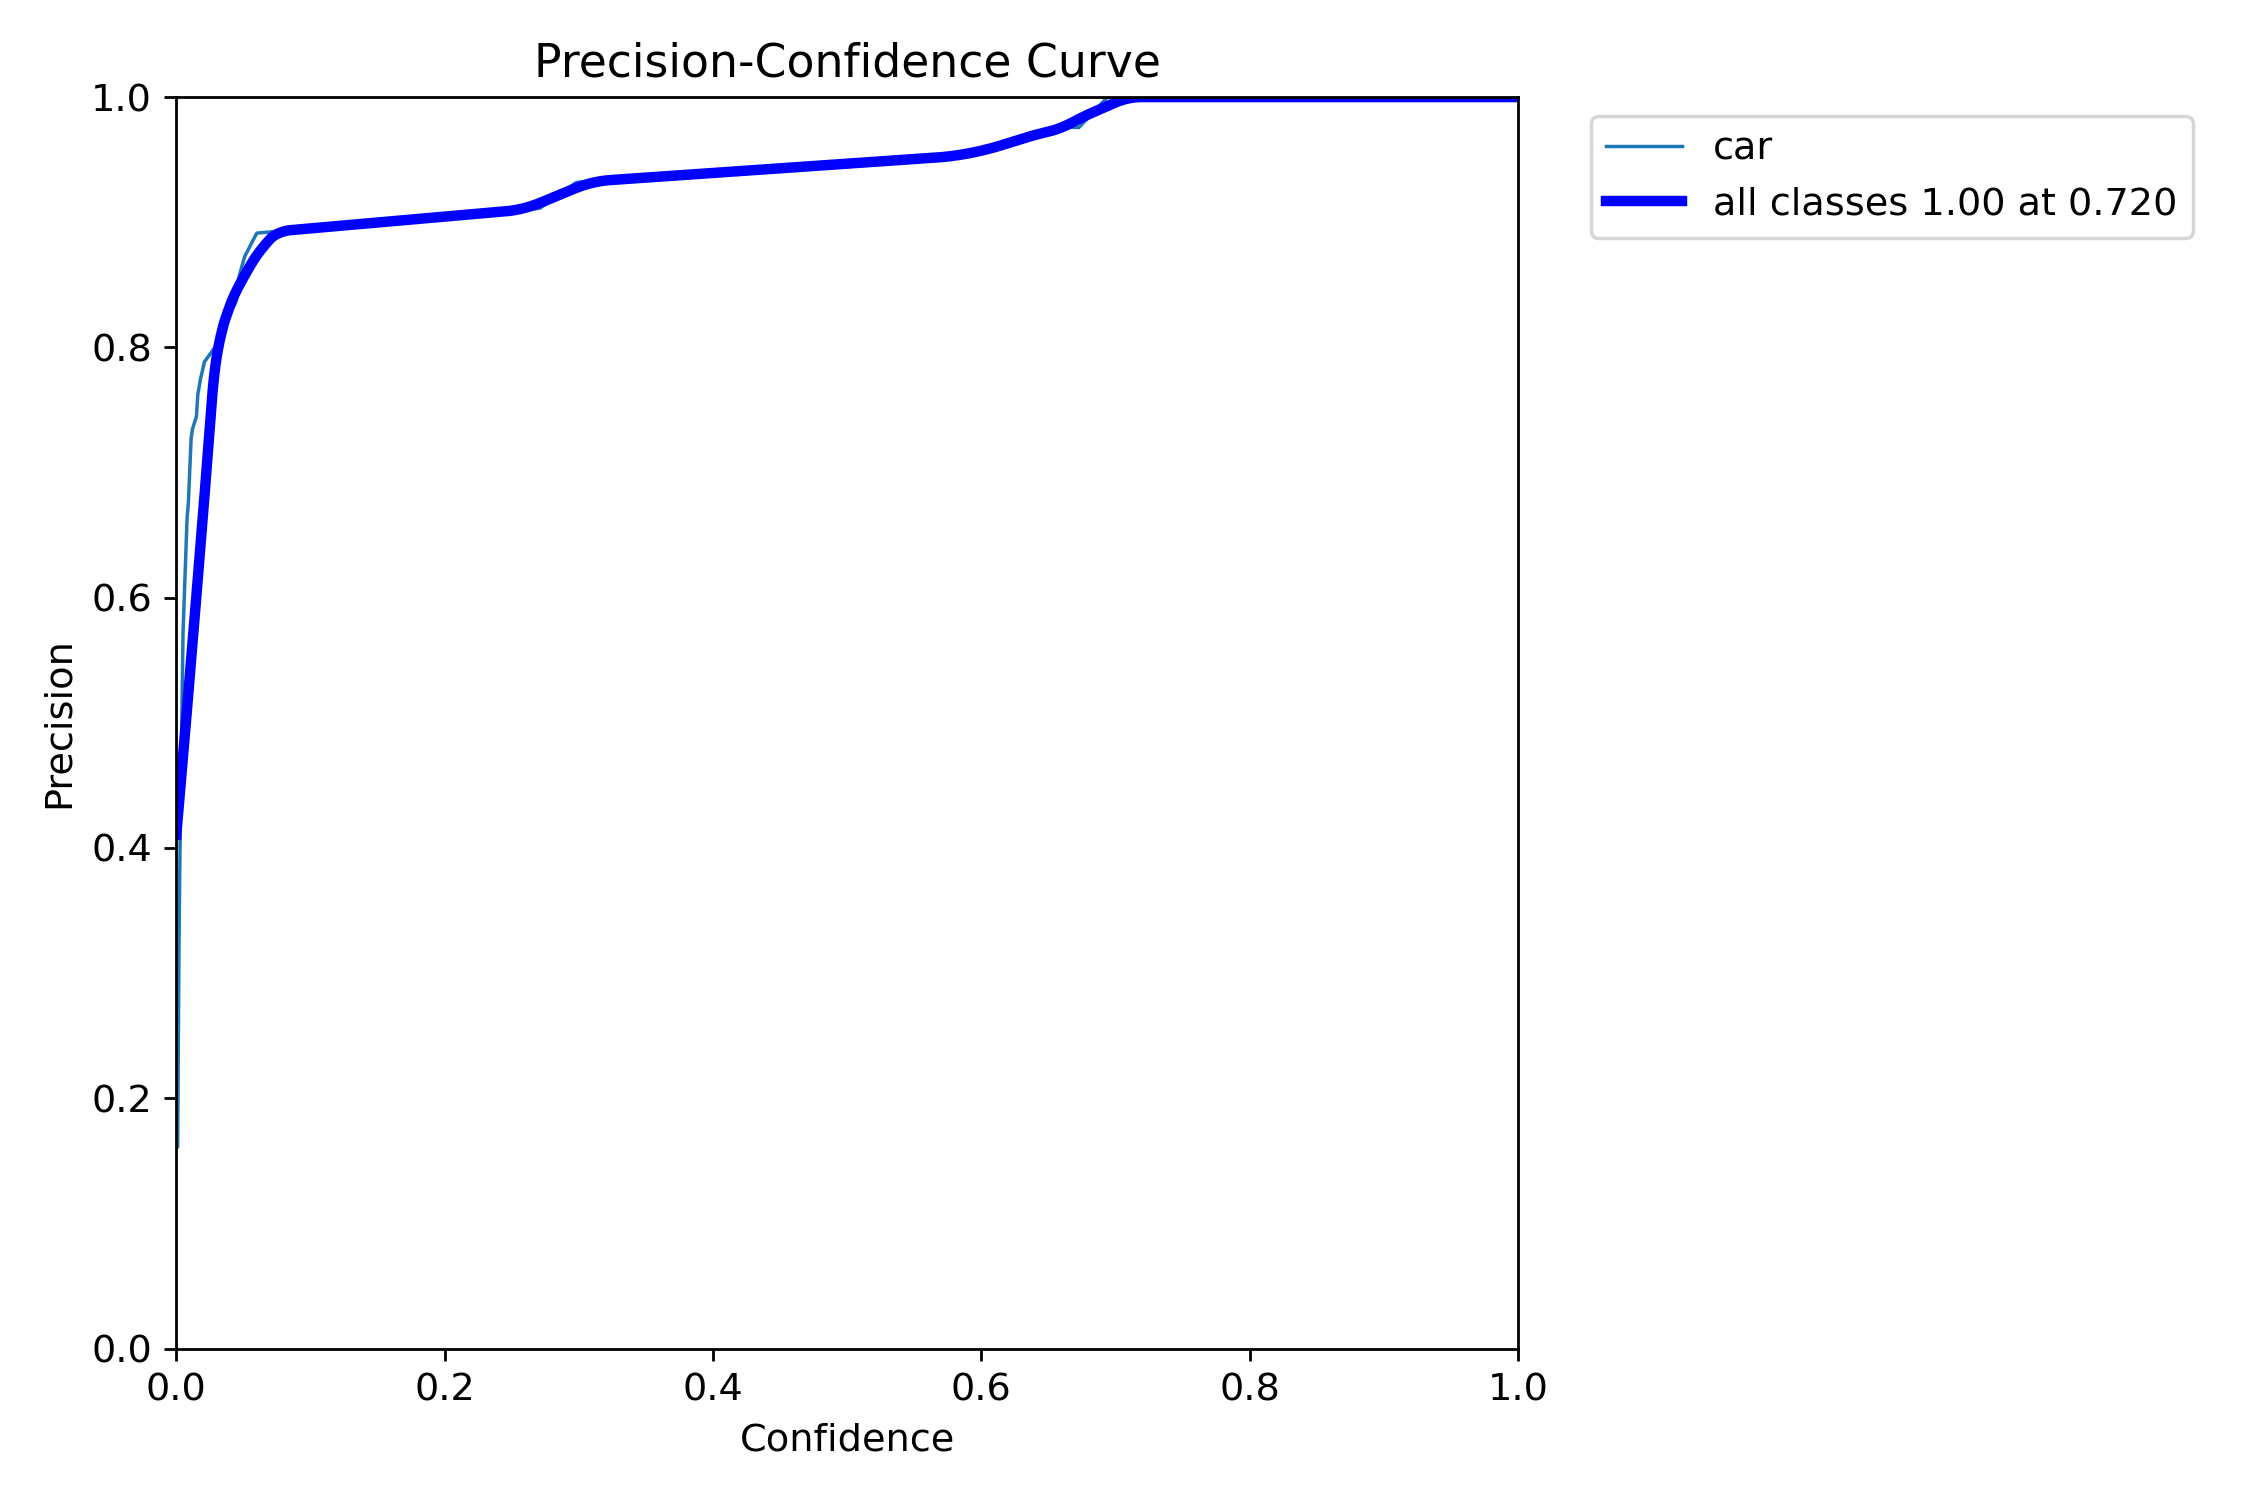 Precision-Confidence Curve
1.0
0.8
0.6
0.4
0.2
0.0
Precision
0.0 0.2 0.4 0.6 0.8 1.0
Confidence
car
all classes 1.00 at 0.720